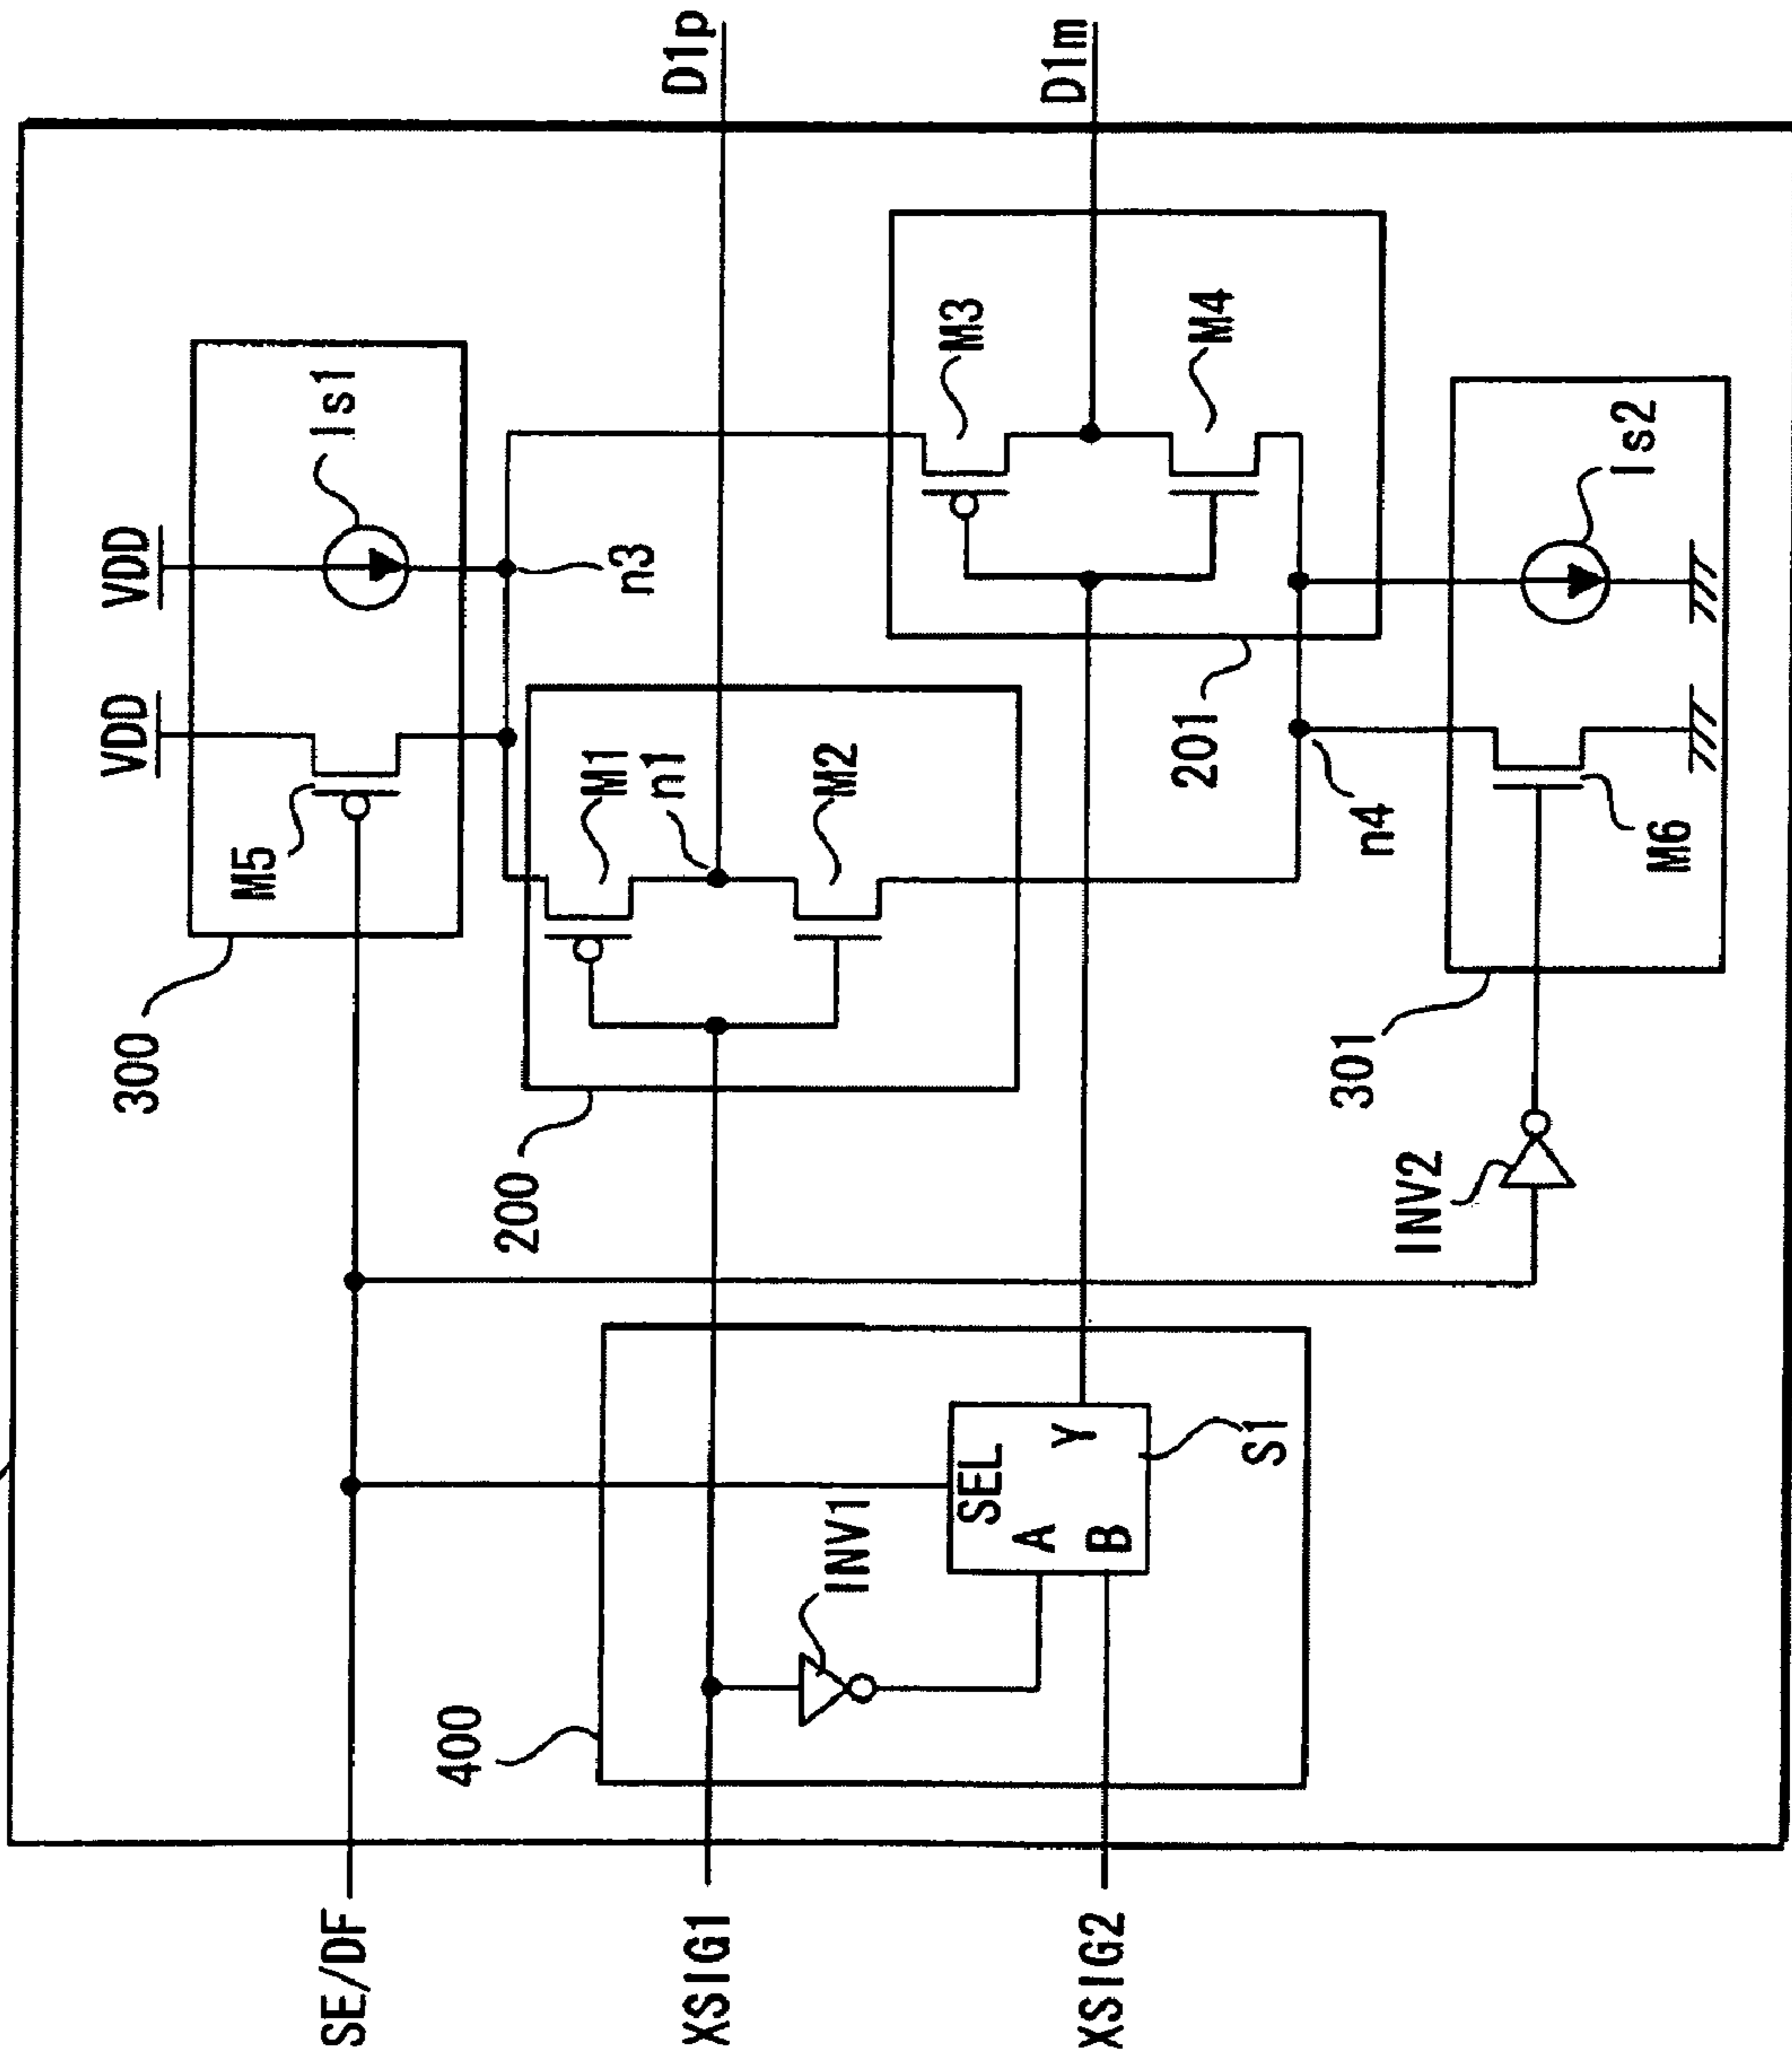 VDD
VDD
Is1
M5
300
n3
D1p
M1
n1
M2
200
SE/DF
M3
D1m
M4
201
400
INV1
SEL
A
Y
B
S1
XSIG1
XSIG2
n4
301
INV2
Is2
M6